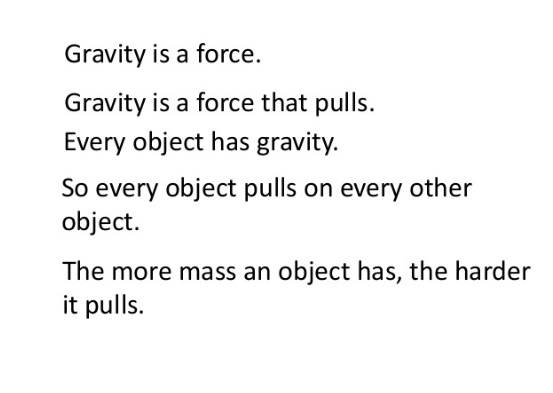 Gravity is a force.
Gravity is a force that pulls.
Every object has gravity.
So every object pulls on every other
object.
The more mass an object has, the harder
it pulls.